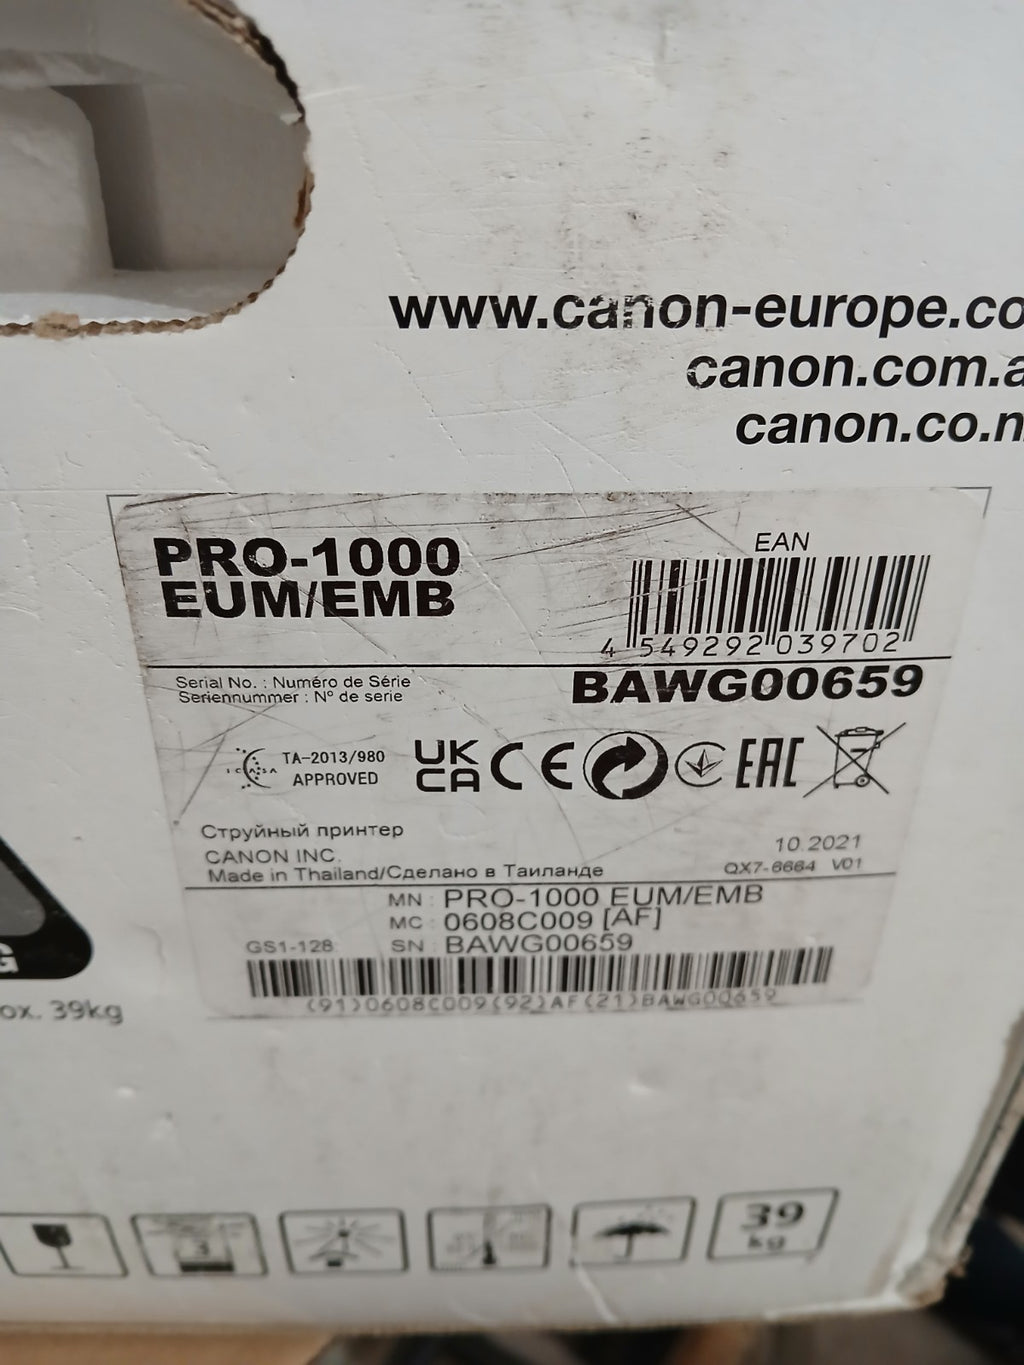 www.canon-europe.co
canon.com.a
canon.co.n
PRO-1000
EUM/EMB
EAN
4 549292 039702
Serial No. : Numéro de Série
Seriennummer : Nº de serie
BAWG00659
ICASA
TA-2013/980
APPROVED
UK
CA
CE
EAC
Струйный принтер
CANON INC.
Made in Thailand/Сделано в Таиланде
10.2021
QX7-6664 V01
MN : PRO-1000 EUM/EMB
MC : 0608C009 [AF]
GS1-128
SN : BAWG00659
(91)0608C009(92)AF(21)BAWG00659
G
ox. 39kg
3
39
kg